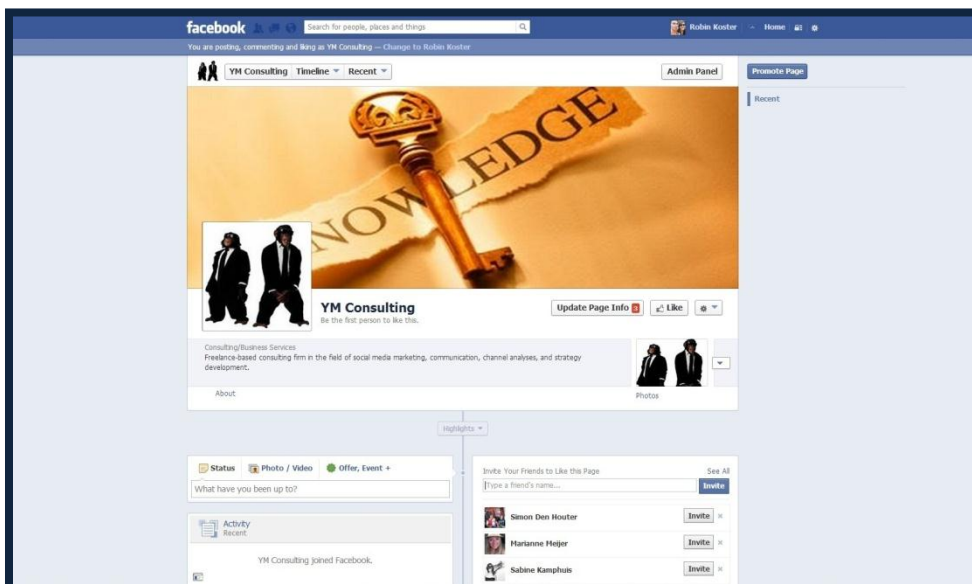 facebook
Search for people, places and things
Robin Koster
Home
You are posting, commenting and liking as YM Consulting — Change to Robin Koster
YM Consulting
Timeline
Recent
Admin Panel
Promote Page
Recent
KNOWLEDGE
YM Consulting
Be the first person to like this.
Update Page Info 3
Like
Consulting/Business Services
Freelance-based consulting firm in the field of social media marketing, communication, channel analyses, and strategy
development.
About
Photos
Highlights
Status
Photo / Video
Offer, Event +
What have you been up to?
Invite Your Friends to Like this Page
See All
Type a friend's name...
Invite
Simon Den Houter
Invite
Marianne Meijer
Invite
Sabine Kamphuis
Invite
Activity
Recent
YM Consulting joined Facebook.